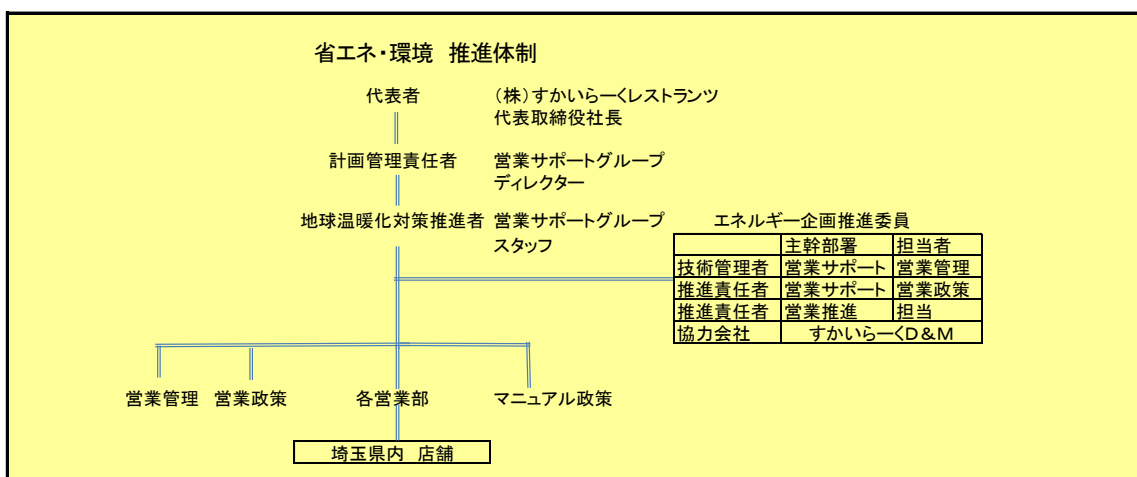 省エネ・環境 推進体制
代表者 （株）すかいらーくレストランツ
代表取締役社長
計画管理責任者 営業サポートグループ
ディレクター
地球温暖化対策推進者 営業サポートグループ
スタッフ
エネルギー企画推進委員
主幹部署 担当者
技術管理者 営業サポート 営業管理
推進責任者 営業サポート 営業政策
推進責任者 営業推進 担当
協力会社 すかいらーくD＆M
営業管理 営業政策 各営業部 マニュアル政策
埼玉県内 店舗